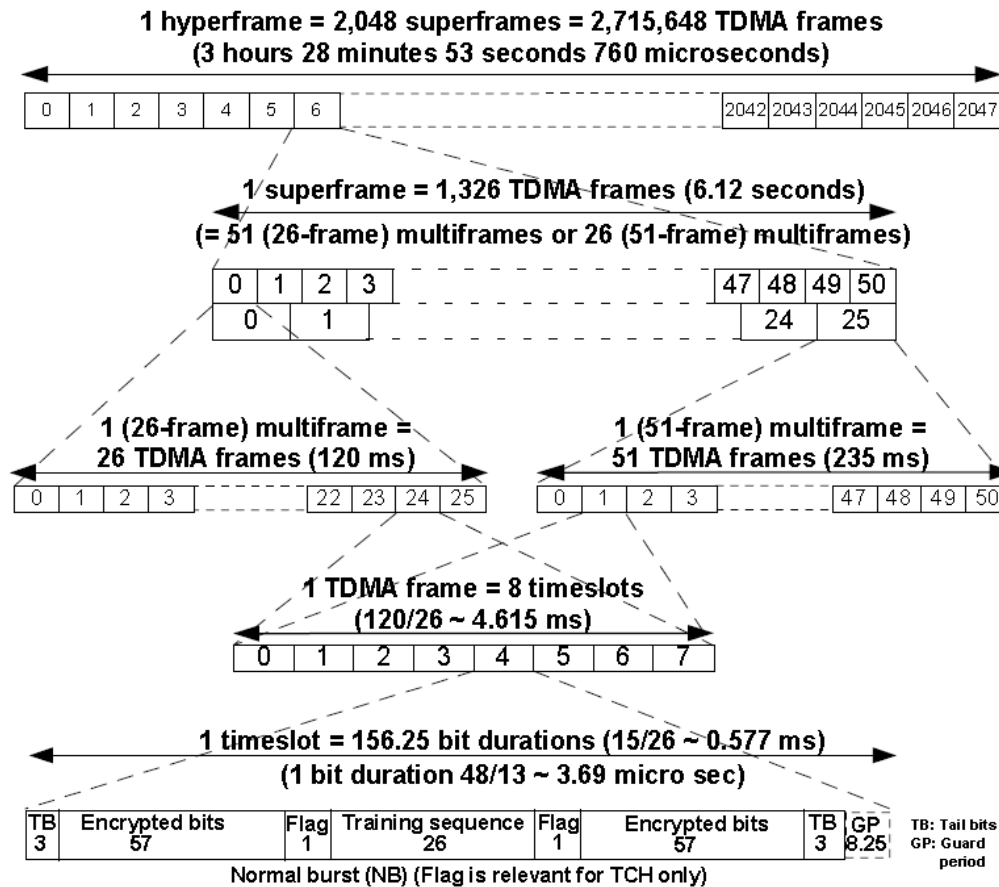 1 hyperframe = 2,048 superframes = 2,715,648 TDMA frames
(3 hours 28 minutes 53 seconds 760 microseconds)
0 1 2 3 4 5 6 2042 2043 2044 2045 2046 2047
1 superframe = 1,326 TDMA frames (6.12 seconds)
(= 51 (26-frame) multiframes or 26 (51-frame) multiframes)
0 1 2 3 47 48 49 50
0 1 24 25
1 (26-frame) multiframe =
26 TDMA frames (120 ms)
0 1 2 3 22 23 24 25
1 (51-frame) multiframe =
51 TDMA frames (235 ms)
0 1 2 3 47 48 49 50
1 TDMA frame = 8 timeslots
(120/26 ~ 4.615 ms)
0 1 2 3 4 5 6 7
1 timeslot = 156.25 bit durations (15/26 ~ 0.577 ms)
(1 bit duration 48/13 ~ 3.69 micro sec)
TB Encrypted bits Flag Training sequence Flag Encrypted bits TB GP
3 57 1 26 1 57 3 8.25
TB: Tail bits
GP: Guard
period
Normal burst (NB) (Flag is relevant for TCH only)